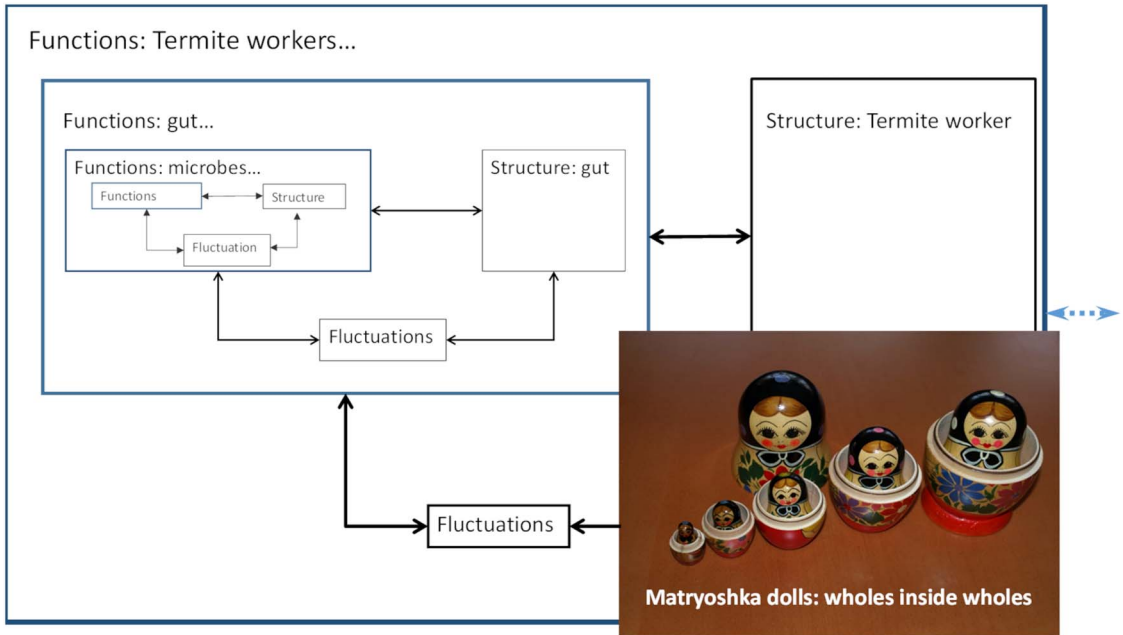 Functions: Termite workers...
Functions: gut...
Structure: Termite worker
Functions: microbes...
Structure: gut
Functions
Structure
Fluctuation
Fluctuations
Fluctuations
Matryoshka dolls: wholes inside wholes